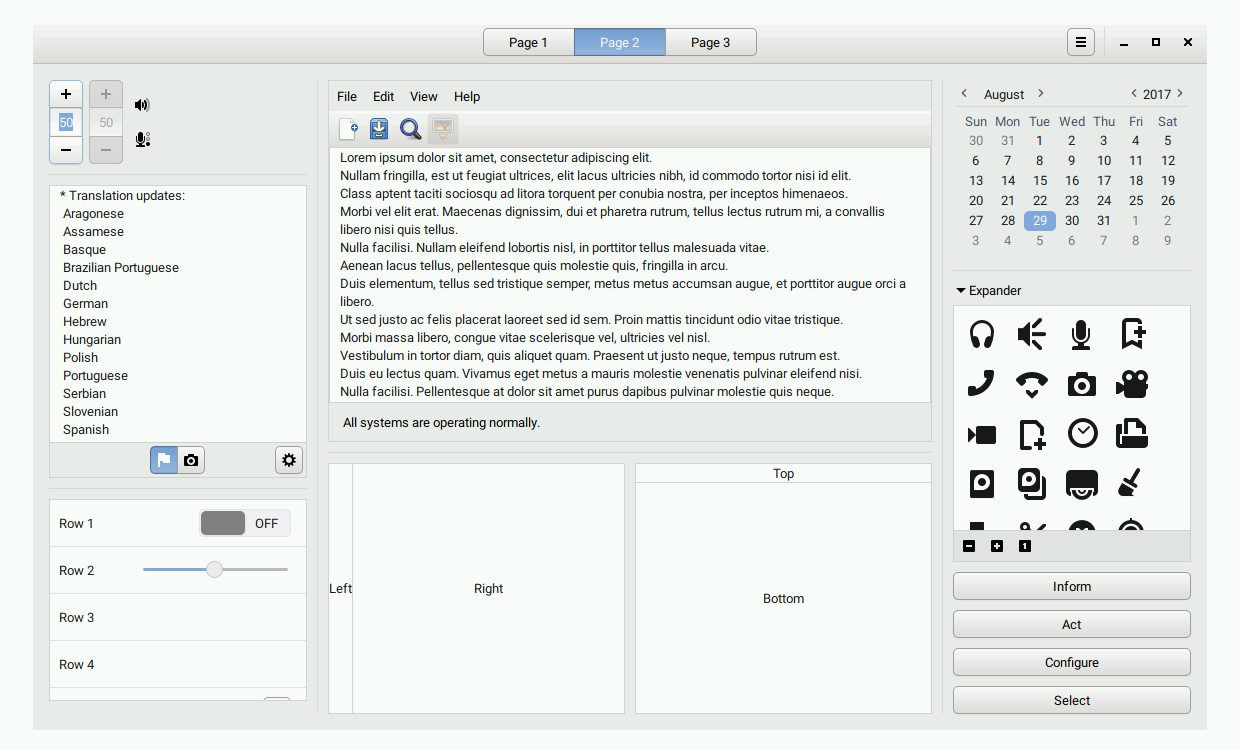 Page 1 Page 2 Page 3
50 50
* Translation updates:
Aragonese
Assamese
Basque
Brazilian Portuguese
Dutch
German
Hebrew
Hungarian
Polish
Portuguese
Serbian
Slovenian
Spanish
Row 1 OFF
Row 2
Row 3
Row 4
File Edit View Help
Lorem ipsum dolor sit amet, consectetur adipiscing elit.
Nullam fringilla, est ut feugiat ultrices, elit lacus ultricies nibh, id commodo tortor nisi id elit.
Class aptent taciti sociosqu ad litora torquent per conubia nostra, per inceptos himenaeos.
Morbi vel elit erat. Maecenas dignissim, dui et pharetra rutrum, tellus lectus rutrum mi, a convallis
libero nisi quis tellus.
Nulla facilisi. Nullam eleifend lobortis nisl, in porttitor tellus malesuada vitae.
Aenean lacus tellus, pellentesque quis molestie quis, fringilla in arcu.
Duis elementum, tellus sed tristique semper, metus metus accumsan augue, et porttitor augue orci a
libero.
Ut sed justo ac felis placerat laoreet sed id sem. Proin mattis tincidunt odio vitae tristique.
Morbi massa libero, congue vitae scelerisque vel, ultricies vel nisl.
Vestibulum in tortor diam, quis aliquet quam. Praesent ut justo neque, tempus rutrum est.
Duis eu lectus quam. Vivamus eget metus a mauris molestie venenatis pulvinar eleifend nisi.
Nulla facilisi. Pellentesque at dolor sit amet purus dapibus pulvinar molestie quis neque.
All systems are operating normally.
Left Right
Top
Bottom
August 2017
Sun Mon Tue Wed Thu Fri Sat
30 31 1 2 3 4 5
6 7 8 9 10 11 12
13 14 15 16 17 18 19
20 21 22 23 24 25 26
27 28 29 30 31 1 2
3 4 5 6 7 8 9
Expander
1
Inform
Act
Configure
Select